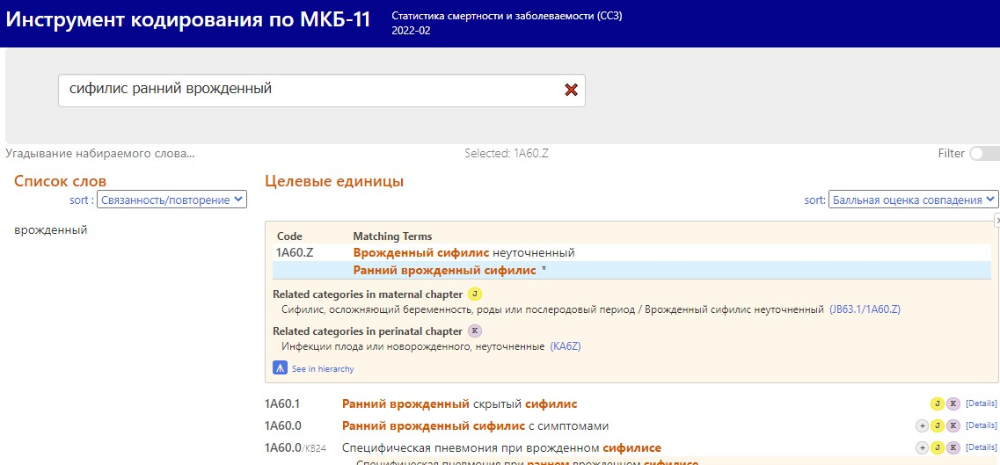 Инструмент кодирования по МКБ-11
Статистика смертности и заболеваемости (ССЗ)
2022-02
сифилис ранний врожденный
Угадывание набираемого слова...
Selected: 1A60.Z
Filter
Список слов
sort : Связанность/повторение
врожденный
Целевые единицы
sort: Балльная оценка совпадения
Code Matching Terms
1A60.Z Врожденный сифилис неуточненный
Ранний врожденный сифилис *
Related categories in maternal chapter J
Сифилис, осложняющий беременность, роды или послеродовый период / Врожденный сифилис неуточненный (JB63.1/1A60.Z)
Related categories in perinatal chapter K
Инфекции плода или новорожденного, неуточненные (KA6Z)
See in hierarchy
1A60.1 Ранний врожденный скрытый сифилис J K [Details]
1A60.0 Ранний врожденный сифилис с симптомами + J K [Details]
1A60.0/KB24 Специфическая пневмония при врожденном сифилисе + J K [Details]
Специфическая пневмония при раннем врожденном сифилисе